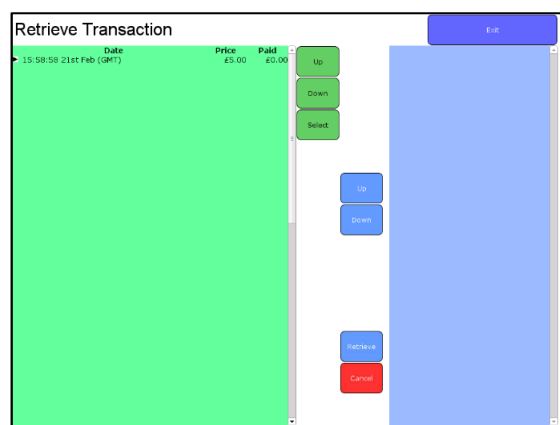 Retrieve Transaction
Exit
Date Price Paid
15:58:58 21st Feb (GMT) £5.00 £0.00
Up
Down
Select
Up
Down
Retrieve
Cancel